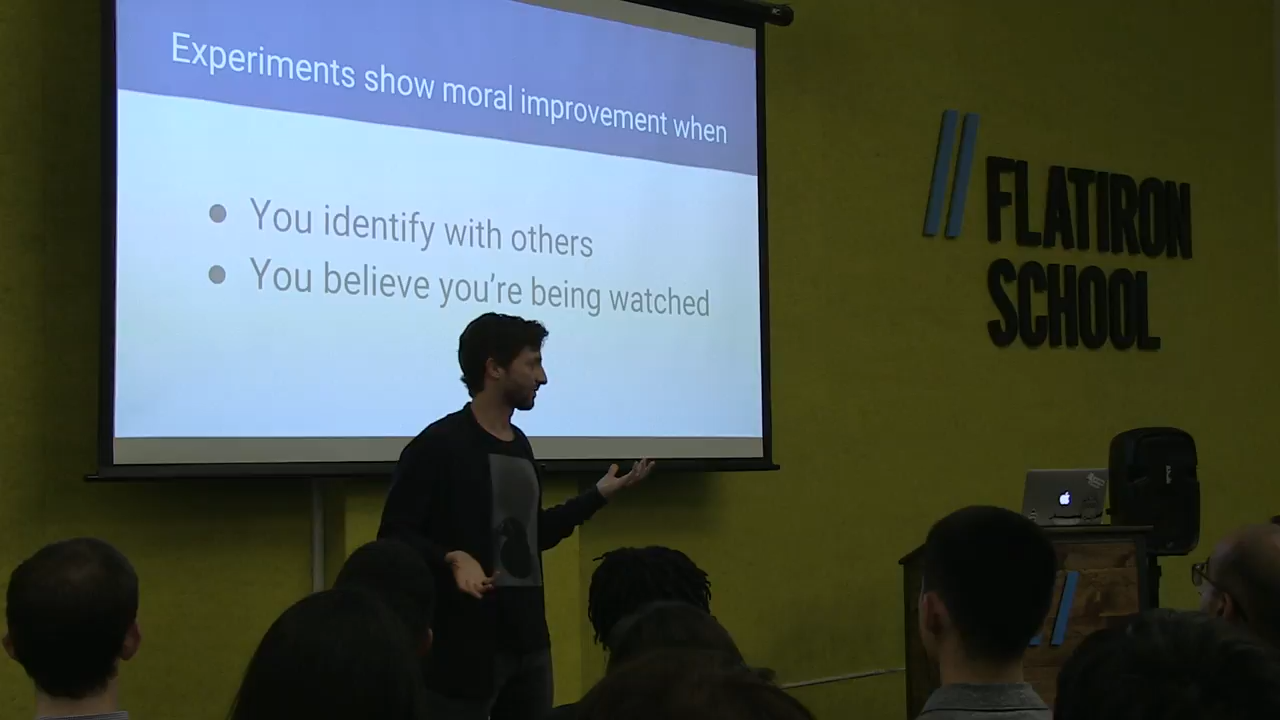 Experiments show moral improvement when
● You identify with others
● You believe you're being watched
// FLATIRON
SCHOOL
//